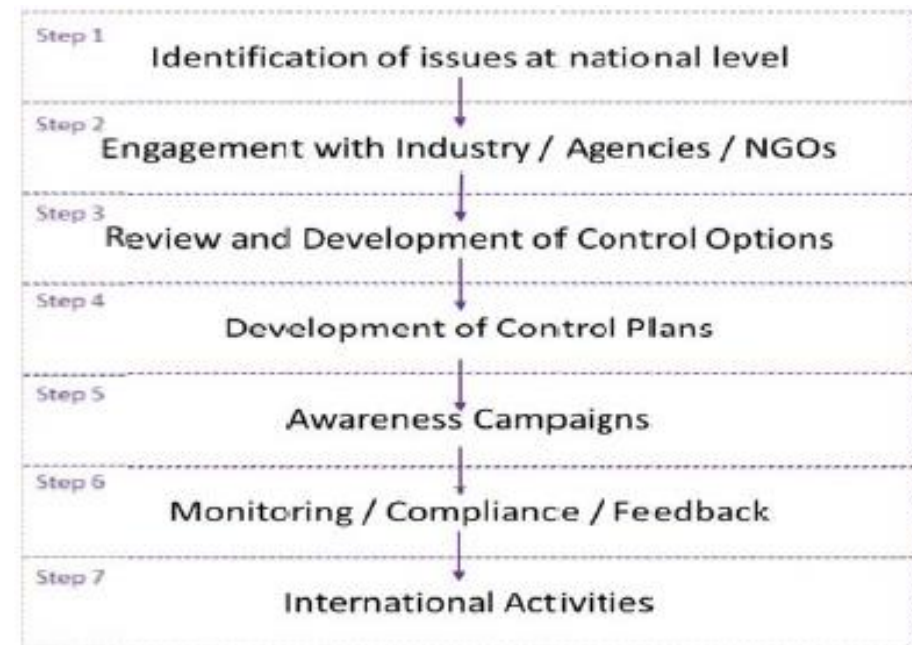 Step 1
Identification of issues at national level
Step 2
Engagement with Industry / Agencies / NGOs
Step 3
Review and Development of Control Options
Step 4
Development of Control Plans
Step 5
Awareness Campaigns
Step 6
Monitoring / Compliance / Feedback
Step 7
International Activities